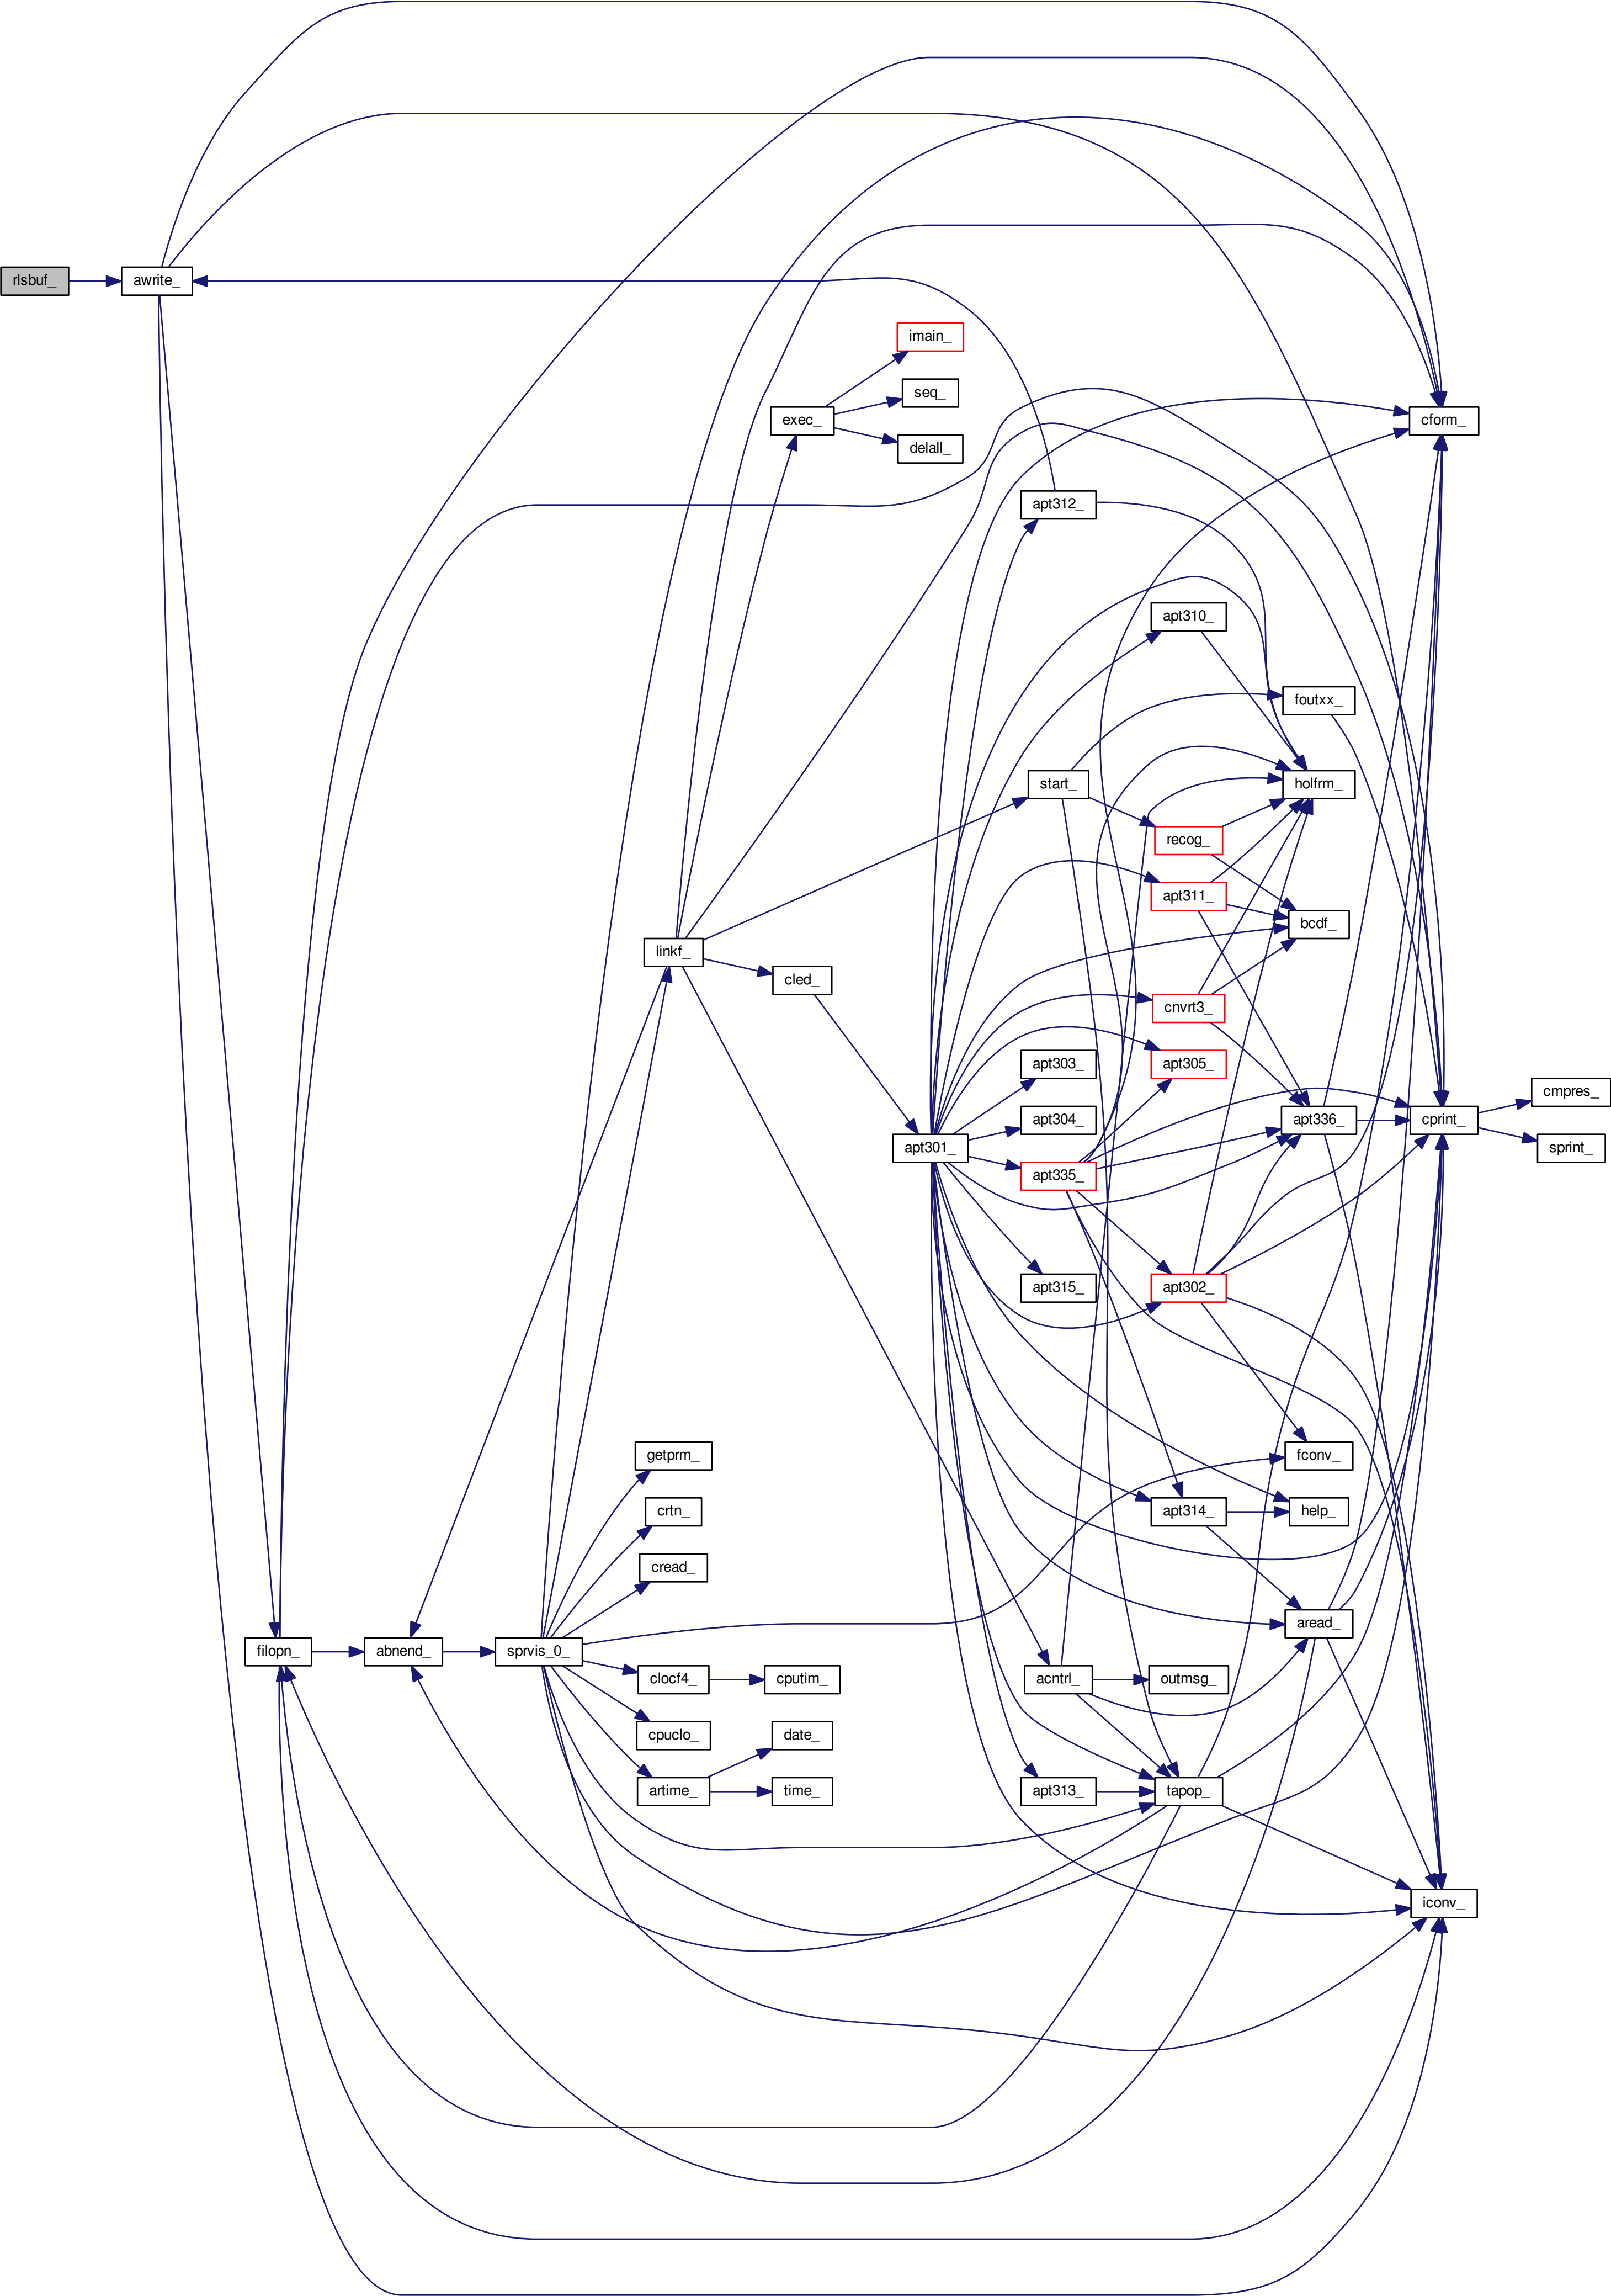 rlsbuf_
awrite_
imain_
seq_
exec_
cform_
delall_
apt312_
apt310_
foutxx_
start_
holfrm_
recog_
apt311_
bcdf_
linkf_
cled_
cnvrt3_
apt303_
apt305_
cmpres_
apt304_
apt336_
cprint_
apt301_
sprint_
apt335_
apt315_
apt302_
getprm_
fconv_
crtn_
apt314_
help_
cread_
aread_
filopn_
abnend_
sprvis_0_
clocf4_
cputim_
acntrl_
outmsg_
cpuclo_
date_
artime_
time_
apt313_
tapop_
iconv_